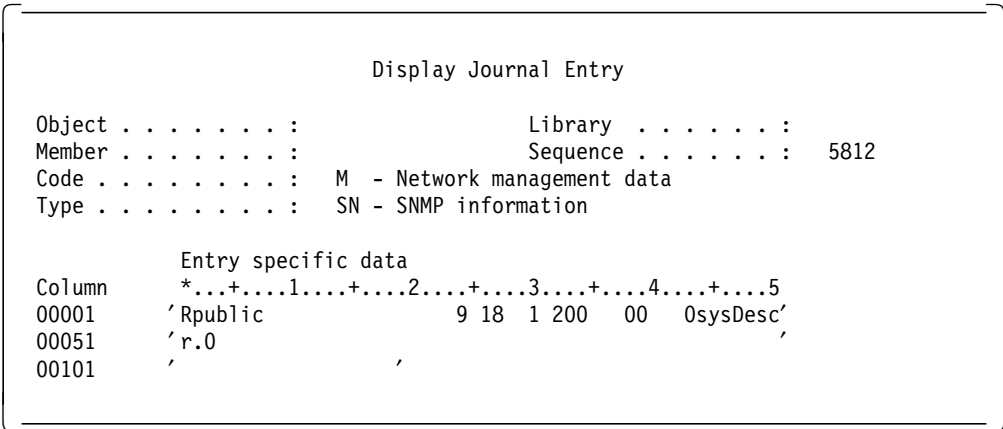 Display Journal Entry
Object . . . . . . . :                   Library  . . . . . . :
Member . . . . . . . :                   Sequence . . . . . . :   5812
Code . . . . . . . . :   M  - Network management data
Type . . . . . . . . :   SN - SNMP information
Entry specific data
Column      *...+....1....+....2....+....3....+....4....+....5
00001      'Rpublic                9 18  1 200   00   0sysDesc'
00051      'r.0                                               '
00101      '                   '